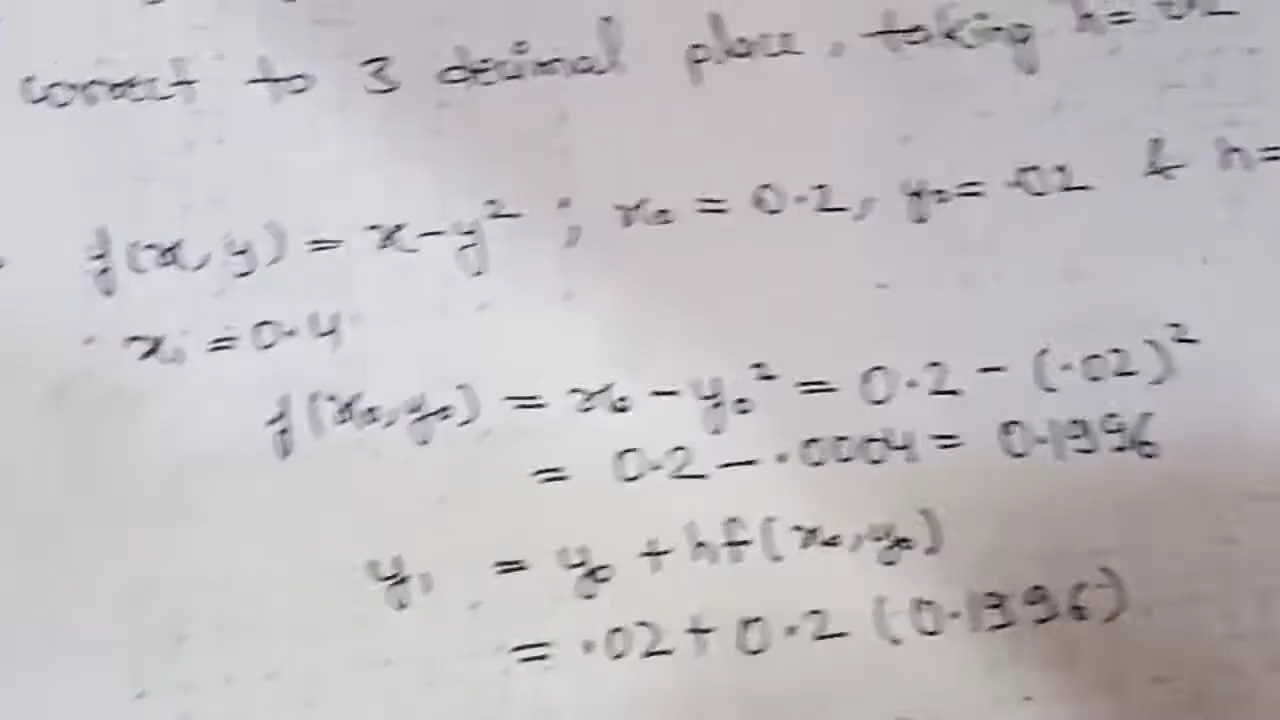 correct to 3 decimal place, taking h= 0.2
f(x, y) = x-y² ; x₀ = 0.2, y₀= .02 & h=
x₁ = 0.4
f(x₀, y₀) = x₀ - y₀² = 0.2 - (.02)²
= 0.2 - .0004 = 0.1996
y₁ = y₀ + hf(x₀, y₀)
= .02 + 0.2 (0.1996)